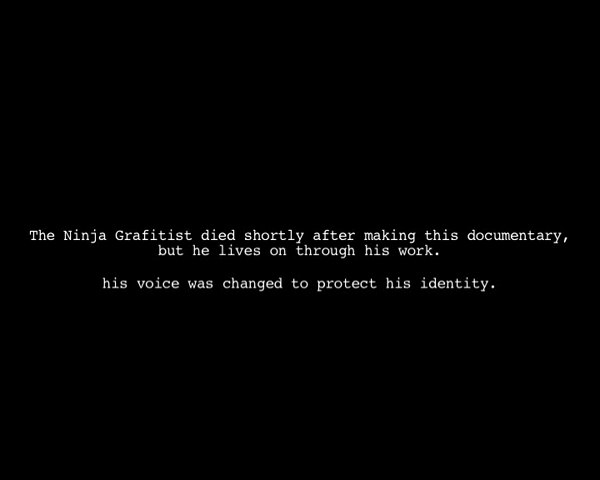 The Ninja Grafitist died shortly after making this documentary,
but he lives on through his work.
his voice was changed to protect his identity.